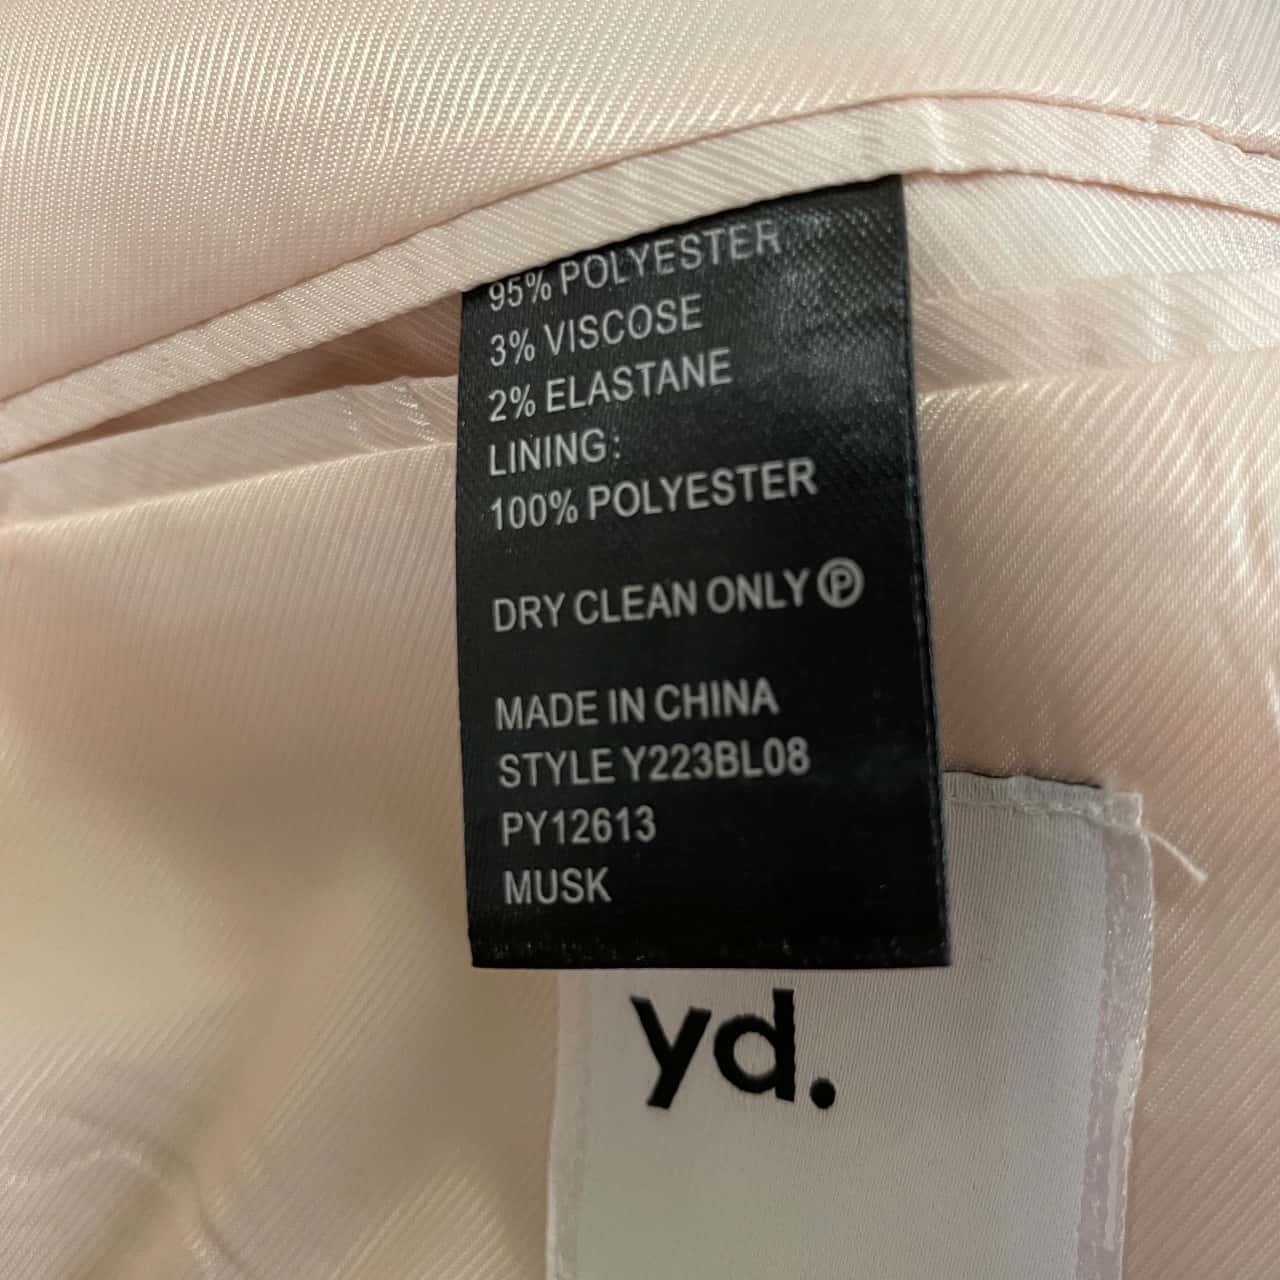 95% POLYESTER
3% VISCOSE
2% ELASTANE
LINING:
100% POLYESTER
DRY CLEAN ONLY Ⓟ
MADE IN CHINA
STYLE Y223BL08
PY12613
MUSK
yd.